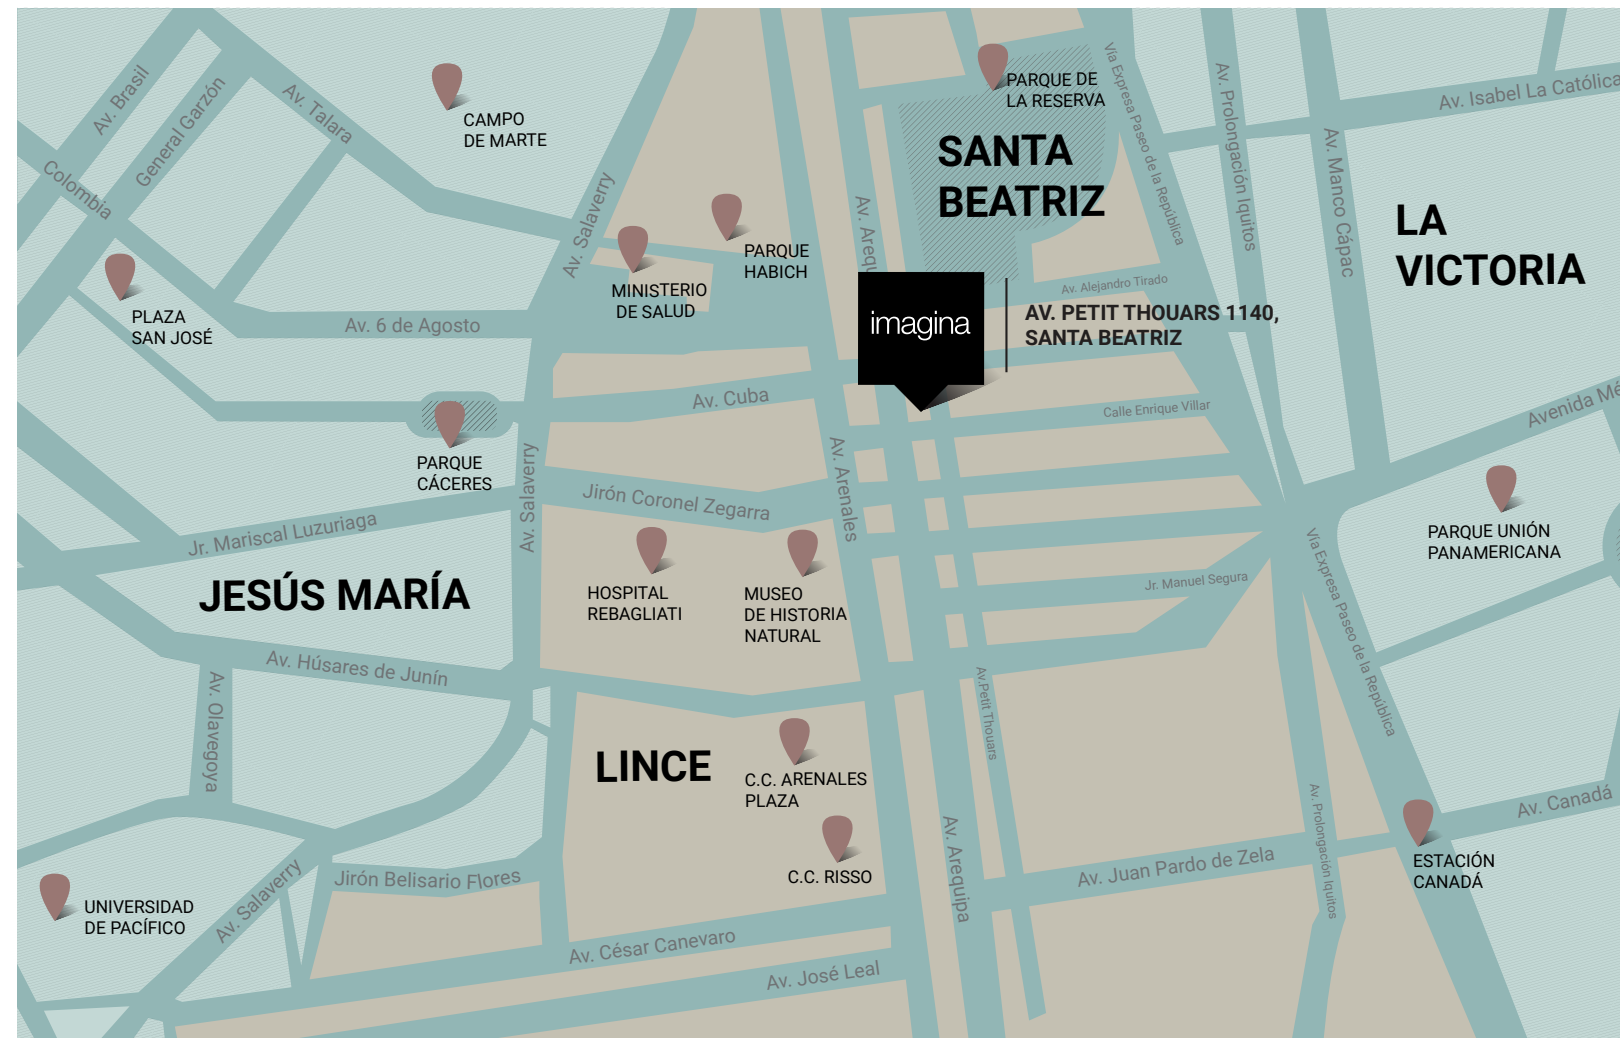 Av. Brasil
General Garzón
Av. Talara
Colombia
CAMPO
DE MARTE
Av. Salaverry
PARQUE DE
LA RESERVA
SANTA
BEATRIZ
Vía Expresa Paseo de la República
Av. Prolongación Iquitos
Av. Isabel La Católica
Av. Manco Cápac
LA
VICTORIA
PARQUE
HABICH
MINISTERIO
DE SALUD
PLAZA
SAN JOSÉ
Av. 6 de Agosto
Av. Arequ
Av. Alejandro Tirado
imagina
AV. PETIT THOUARS 1140,
SANTA BEATRIZ
Av. Cuba
Calle Enrique Villar
Avenida Mé
PARQUE
CÁCERES
Av. Salaverry
Jirón Coronel Zegarra
Av. Arenales
Jr. Mariscal Luzuriaga
PARQUE UNIÓN
PANAMERICANA
JESÚS MARÍA
HOSPITAL
REBAGLIATI
MUSEO
DE HISTORIA
NATURAL
Jr. Manuel Segura
Vía Expresa Paseo de la República
Av. Húsares de Junín
Av. Olavegoya
Av.Petit Thouars
LINCE
C.C. ARENALES
PLAZA
C.C. RISSO
Av. Arequipa
Av. Prolongación Iquitos
Av. Canadá
ESTACIÓN
CANADÁ
Av. Juan Pardo de Zela
Jirón Belisario Flores
Av. Salaverry
UNIVERSIDAD
DE PACÍFICO
Av. César Canevaro
Av. José Leal